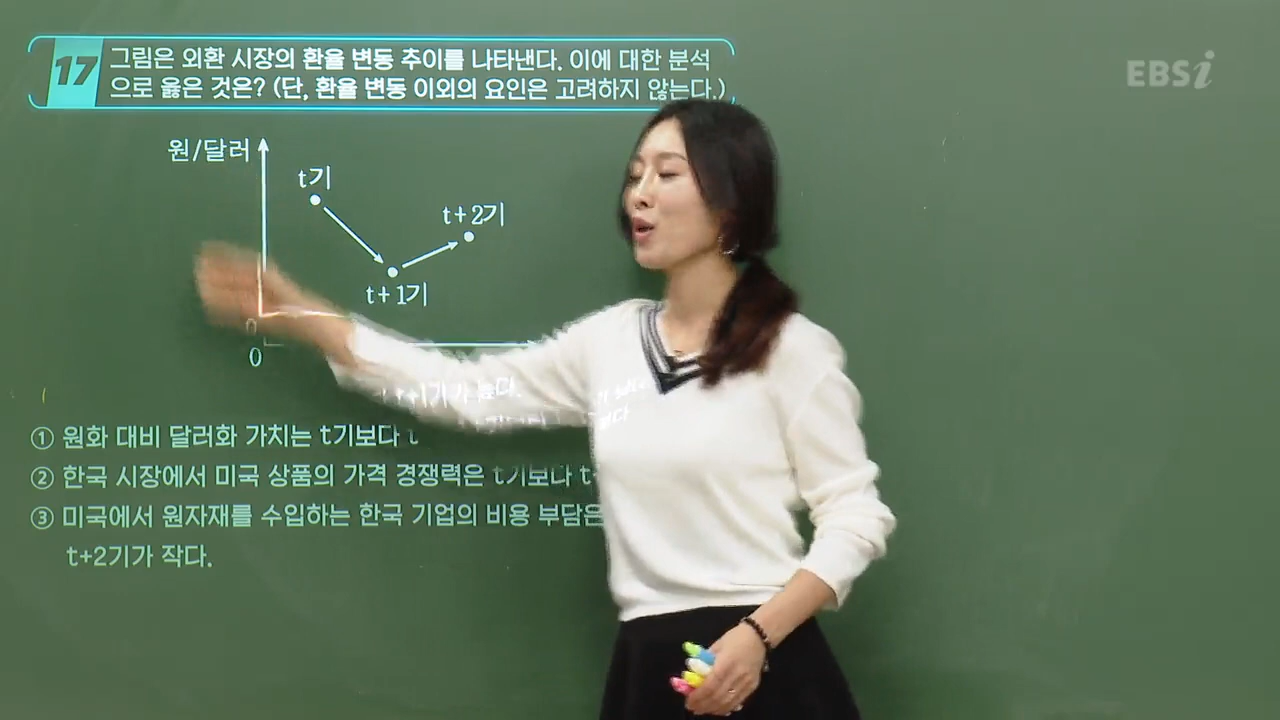 17 그림은 외환 시장의 환율 변동 추이를 나타낸다. 이에 대한 분석
으로 옳은 것은? (단, 환율 변동 이외의 요인은 고려하지 않는다.)
EBSi
원/달러
t기
t+2기
t+1기
0
① 원화 대비 달러화 가치는 t기보다 t
② 한국 시장에서 미국 상품의 가격 경쟁력은 t기보다 t+
③ 미국에서 원자재를 수입하는 한국 기업의 비용 부담은
t+2기가 작다.